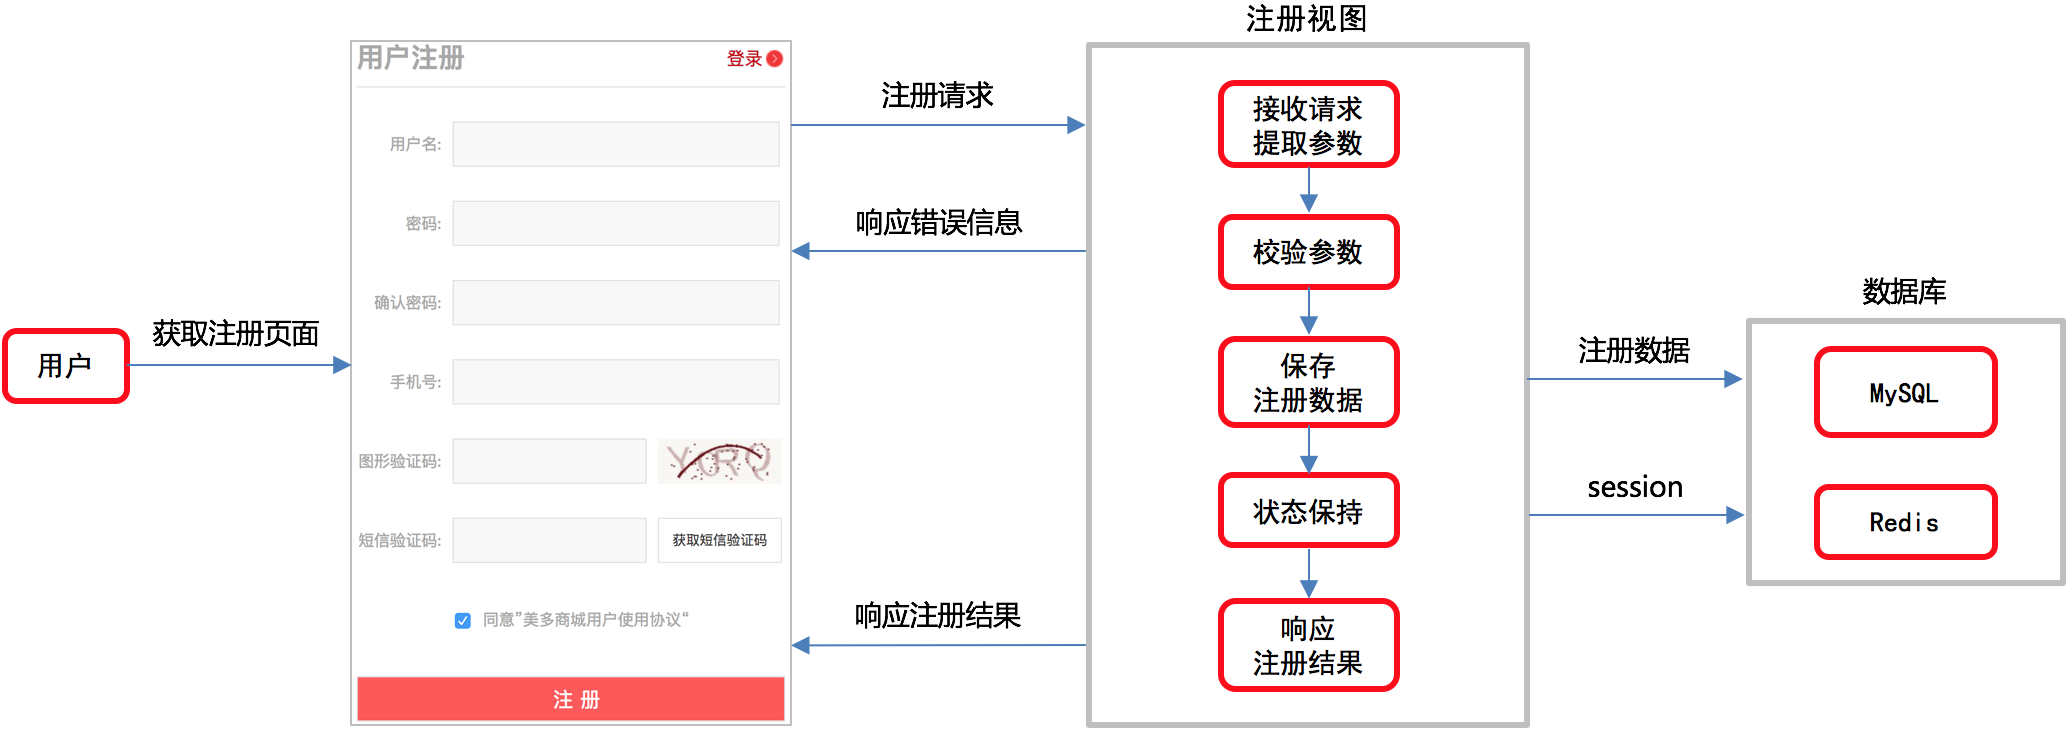 用户
获取注册页面
用户注册
登录
用户名:
密码:
确认密码:
手机号:
图形验证码:
短信验证码:
获取短信验证码
同意”美多商城用户使用协议“
注 册
注册请求
响应错误信息
响应注册结果
注册视图
接收请求
提取参数
校验参数
保存
注册数据
状态保持
响应
注册结果
注册数据
session
数据库
MySQL
Redis